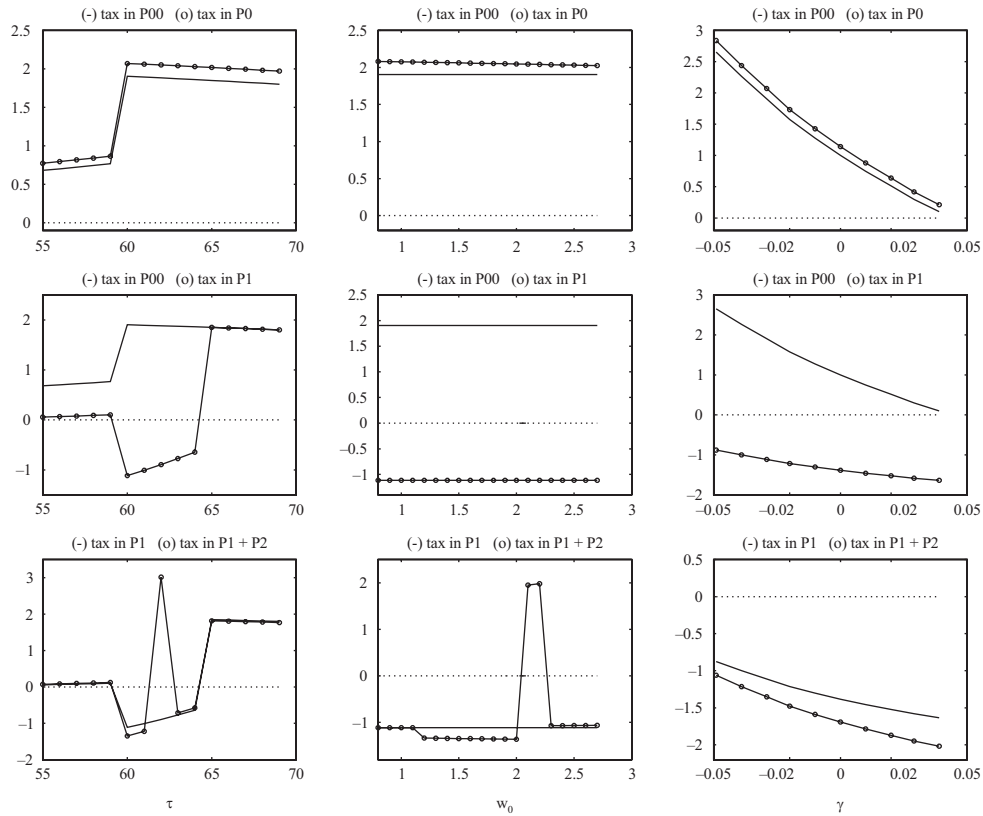 (-) tax in P00 (o) tax in P0
2.5
2
1.5
1
0.5
0
55 60 65 70
(-) tax in P00 (o) tax in P0
2.5
2
1.5
1
0.5
0
1 1.5 2 2.5 3
(-) tax in P00 (o) tax in P0
3
2.5
2
1.5
1
0.5
0
–0.05 –0.02 0 0.02 0.05
(-) tax in P00 (o) tax in P1
2
1
0
–1
55 60 65 70
(-) tax in P00 (o) tax in P1
2.5
2
1.5
1
0.5
0
–0.5
–1
1 1.5 2 2.5 3
(-) tax in P00 (o) tax in P1
3
2
1
0
–1
–2
–0.05 –0.02 0 0.02 0.05
(-) tax in P1 (o) tax in P1 + P2
3
2
1
0
–1
–2
55 60 65 70
τ
(-) tax in P1 (o) tax in P1 + P2
2
1
0
–1
1 1.5 2 2.5 3
w0
(-) tax in P1 (o) tax in P1 + P2
0.5
0
–0.5
–1
–1.5
–2
–0.05 –0.02 0 0.02 0.05
γ